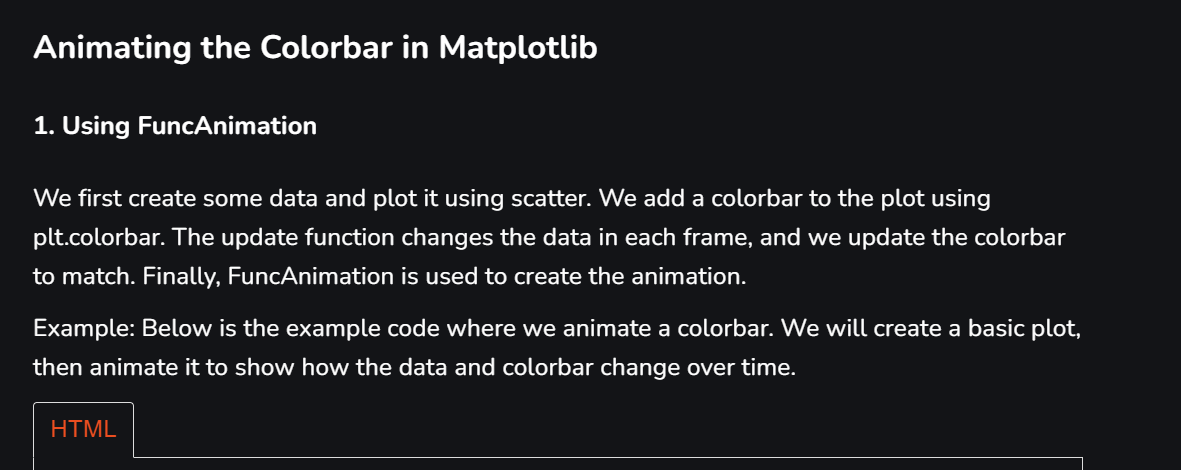 Animating the Colorbar in Matplotlib
1. Using FuncAnimation
We first create some data and plot it using scatter. We add a colorbar to the plot using
plt.colorbar. The update function changes the data in each frame, and we update the colorbar
to match. Finally, FuncAnimation is used to create the animation.
Example: Below is the example code where we animate a colorbar. We will create a basic plot,
then animate it to show how the data and colorbar change over time.
HTML